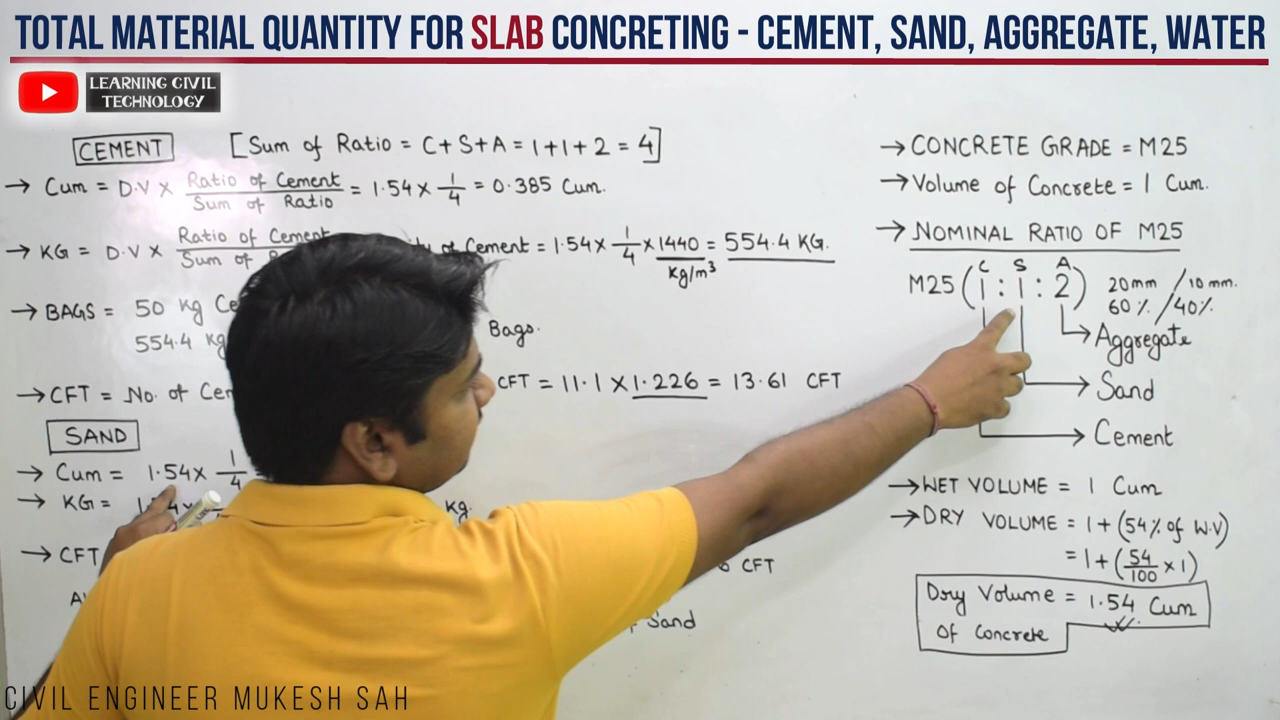 TOTAL MATERIAL QUANTITY FOR SLAB CONCRETING - CEMENT, SAND, AGGREGATE, WATER
LEARNING CIVIL
TECHNOLOGY
CEMENT [Sum of Ratio = C+S+A = 1+1+2 = 4]
→ Cum = D.V × Ratio of Cement / Sum of Ratio = 1.54 × 1/4 = 0.385 Cum.
→ KG = D.V × Ratio of Cement / Sum of of Cement = 1.54 × 1/4 × 1440 = 554.4 KG.
kg/m³
→ BAGS = 50 kg
554.4 kg Bags.
→ CFT = No. of CFT = 11.1 × 1.226 = 13.61 CFT
SAND
→ Cum = 1.54 × 1/4
→ KG = kg.
→ CFT CFT
Sand
→ CONCRETE GRADE = M25
→ Volume of Concrete = 1 Cum.
→ NOMINAL RATIO OF M25
C S A
M25 (1 : 1 : 2) 20mm / 10mm.
60% / 40%.
Aggregate
Sand
Cement
→ WET VOLUME = 1 Cum
→ DRY VOLUME = 1 + (54% of W.V)
= 1 + (54/100 × 1)
Dry Volume = 1.54 Cum
Of Concrete
CIVIL ENGINEER MUKESH SAH